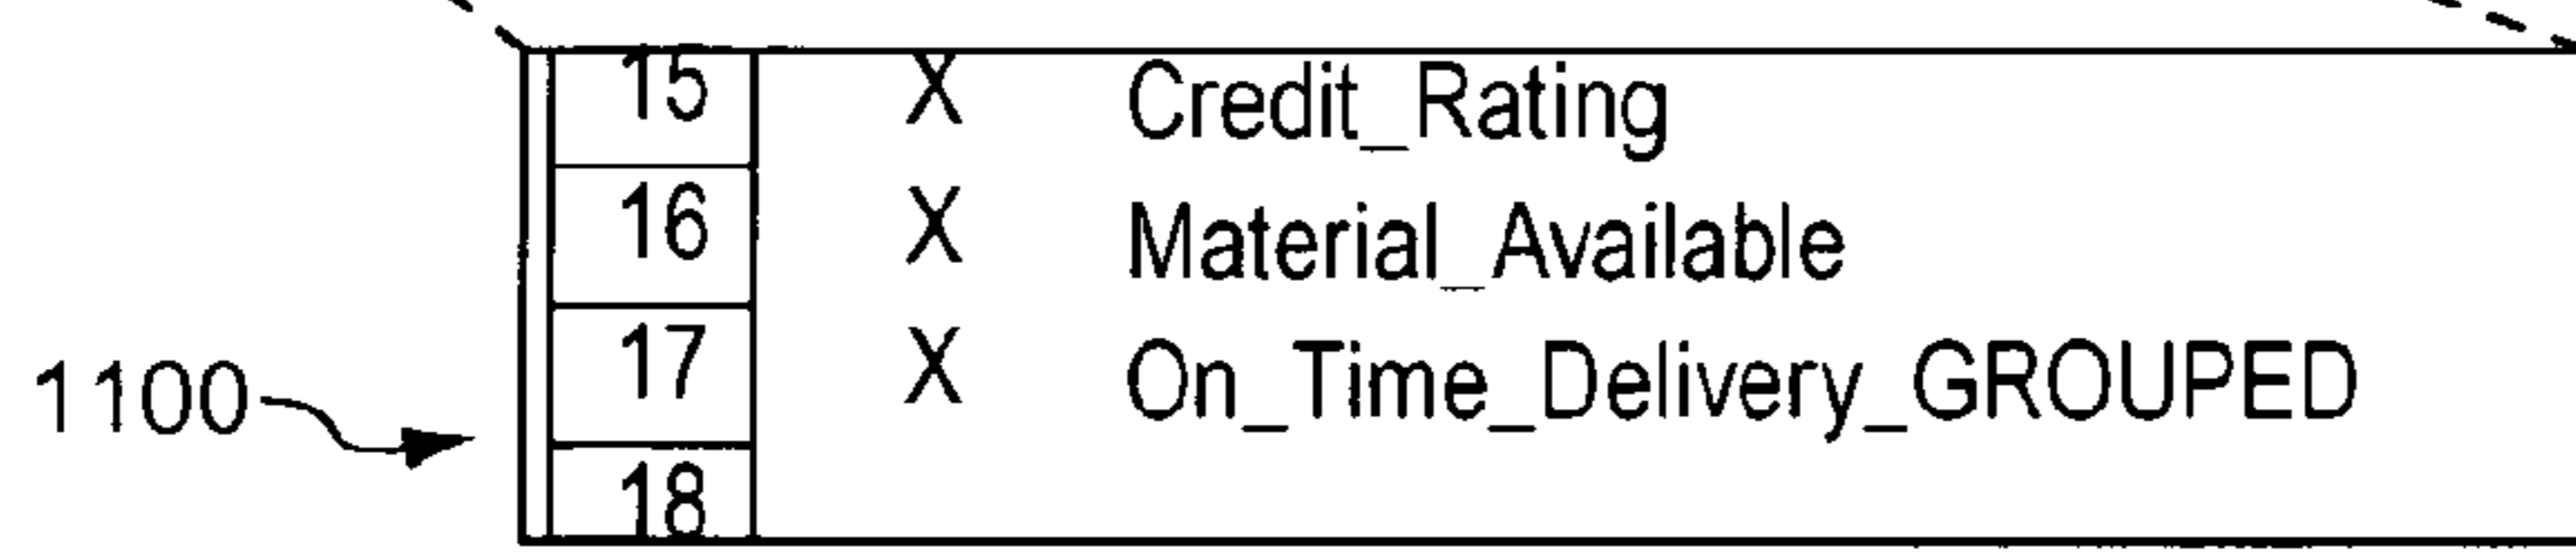 15 X Credit_Rating
16 X Material_Available
17 X On_Time_Delivery_GROUPED
1100
18